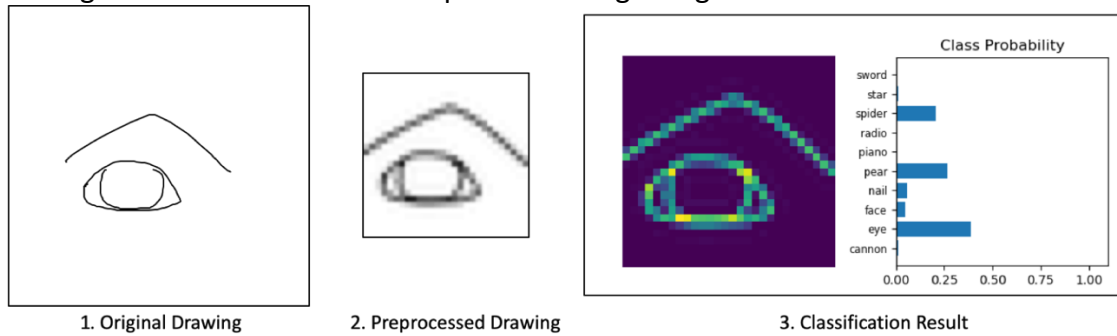 Class Probability
sword
star
spider
radio
piano
pear
nail
face
eye
cannon
0.00 0.25 0.50 0.75 1.00
1. Original Drawing
2. Preprocessed Drawing
3. Classification Result